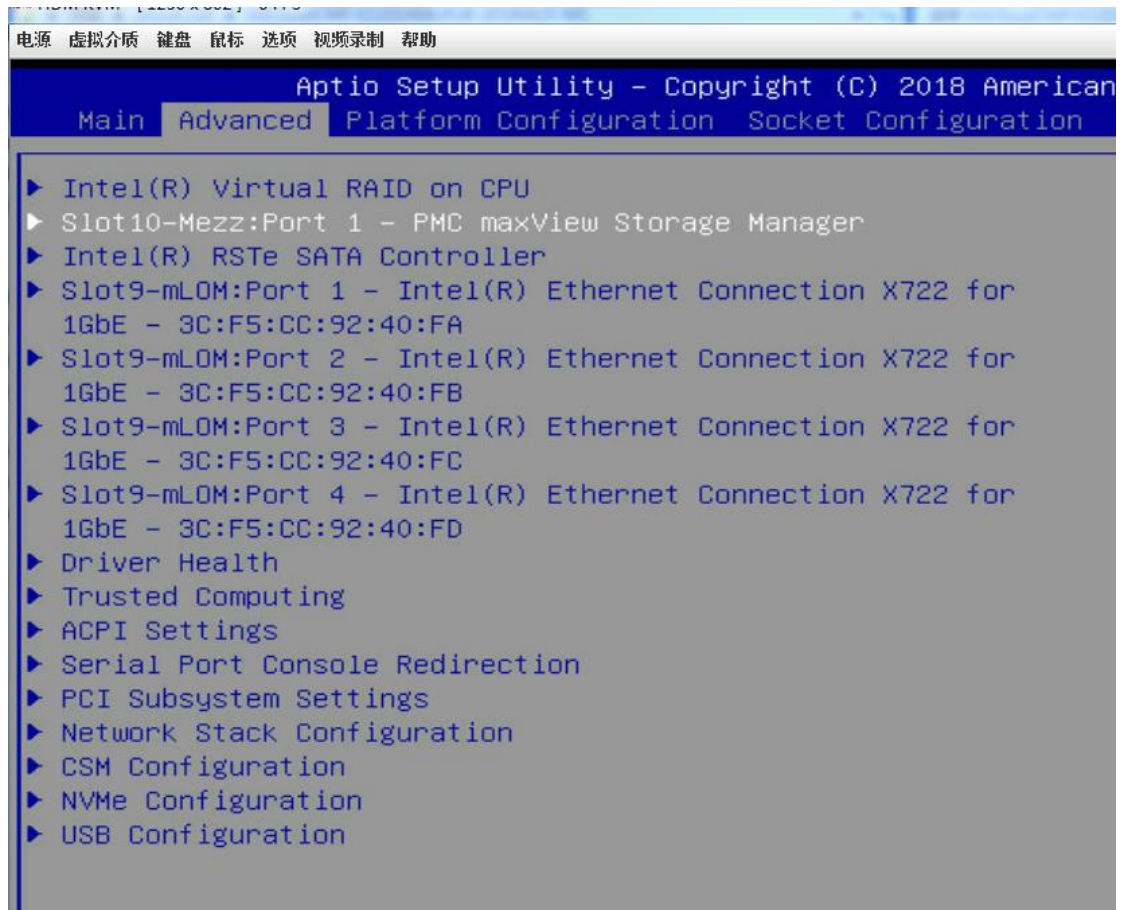 电源 虚拟介质 键盘 鼠标 选项 视频录制 帮助
Aptio Setup Utility – Copyright (C) 2018 American
Main Advanced Platform Configuration Socket Configuration
Intel(R) Virtual RAID on CPU
Slot10-Mezz:Port 1 – PMC maxView Storage Manager
Intel(R) RSTe SATA Controller
Slot9-mLOM:Port 1 – Intel(R) Ethernet Connection X722 for
1GbE – 3C:F5:CC:92:40:FA
Slot9-mLOM:Port 2 – Intel(R) Ethernet Connection X722 for
1GbE – 3C:F5:CC:92:40:FB
Slot9-mLOM:Port 3 – Intel(R) Ethernet Connection X722 for
1GbE – 3C:F5:CC:92:40:FC
Slot9-mLOM:Port 4 – Intel(R) Ethernet Connection X722 for
1GbE – 3C:F5:CC:92:40:FD
Driver Health
Trusted Computing
ACPI Settings
Serial Port Console Redirection
PCI Subsystem Settings
Network Stack Configuration
CSM Configuration
NVMe Configuration
USB Configuration